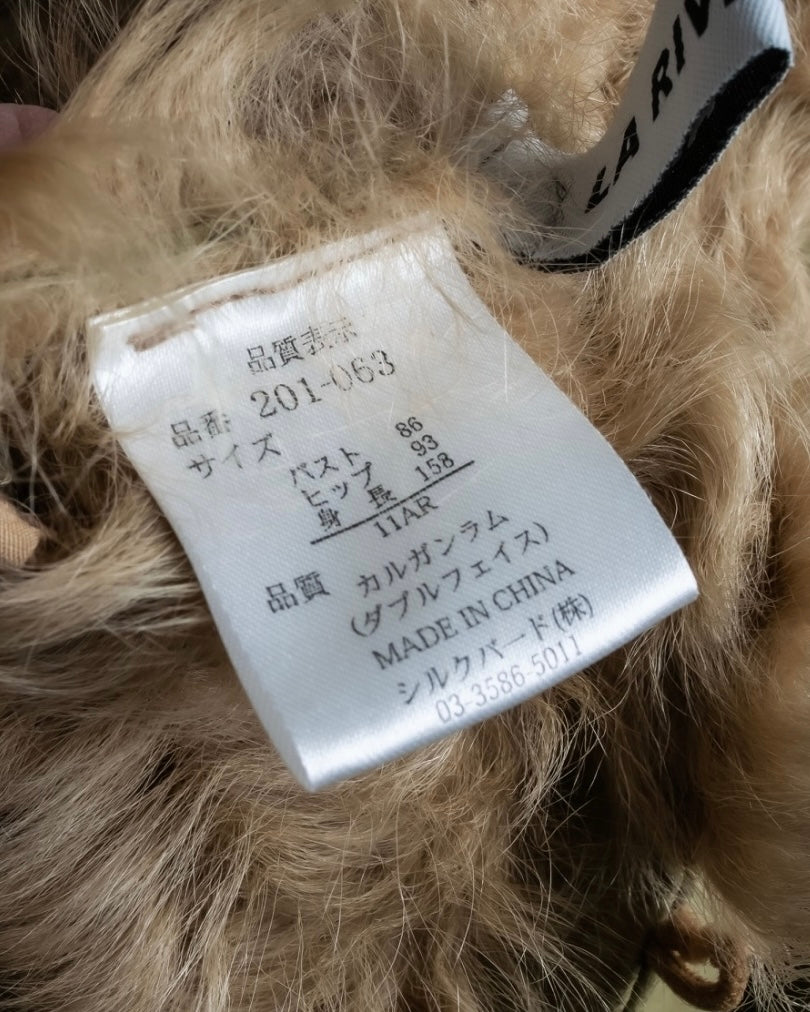 LA RIV
品質表示
品番 201-063
サイズ
バスト 86
ヒップ 93
身長 158
11AR
品質 カルガンラム
(ダブルフェイス)
MADE IN CHINA
シルクバード(株)
03-3586-5011